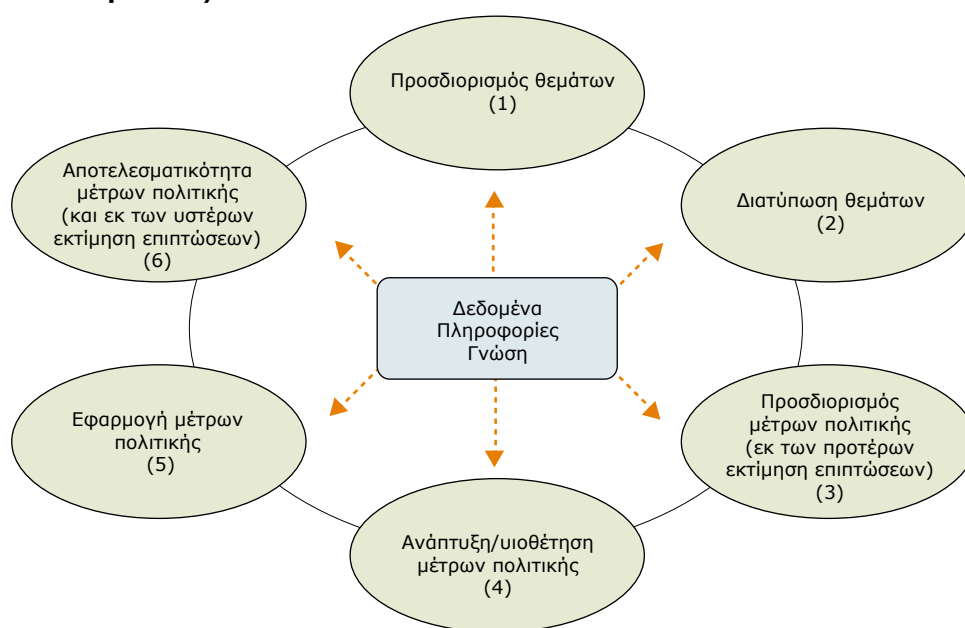 Προσδιορισμός θεμάτων
(1)
Διατύπωση θεμάτων
(2)
Προσδιορισμός
μέτρων πολιτικής
(εκ των προτέρων
εκτίμηση επιπτώσεων)
(3)
Ανάπτυξη/υιοθέτηση
μέτρων πολιτικής
(4)
Εφαρμογή μέτρων
πολιτικής
(5)
Αποτελεσματικότητα
μέτρων πολιτικής
(και εκ των υστέρων
εκτίμηση επιπτώσεων)
(6)
Δεδομένα
Πληροφορίες
Γνώση